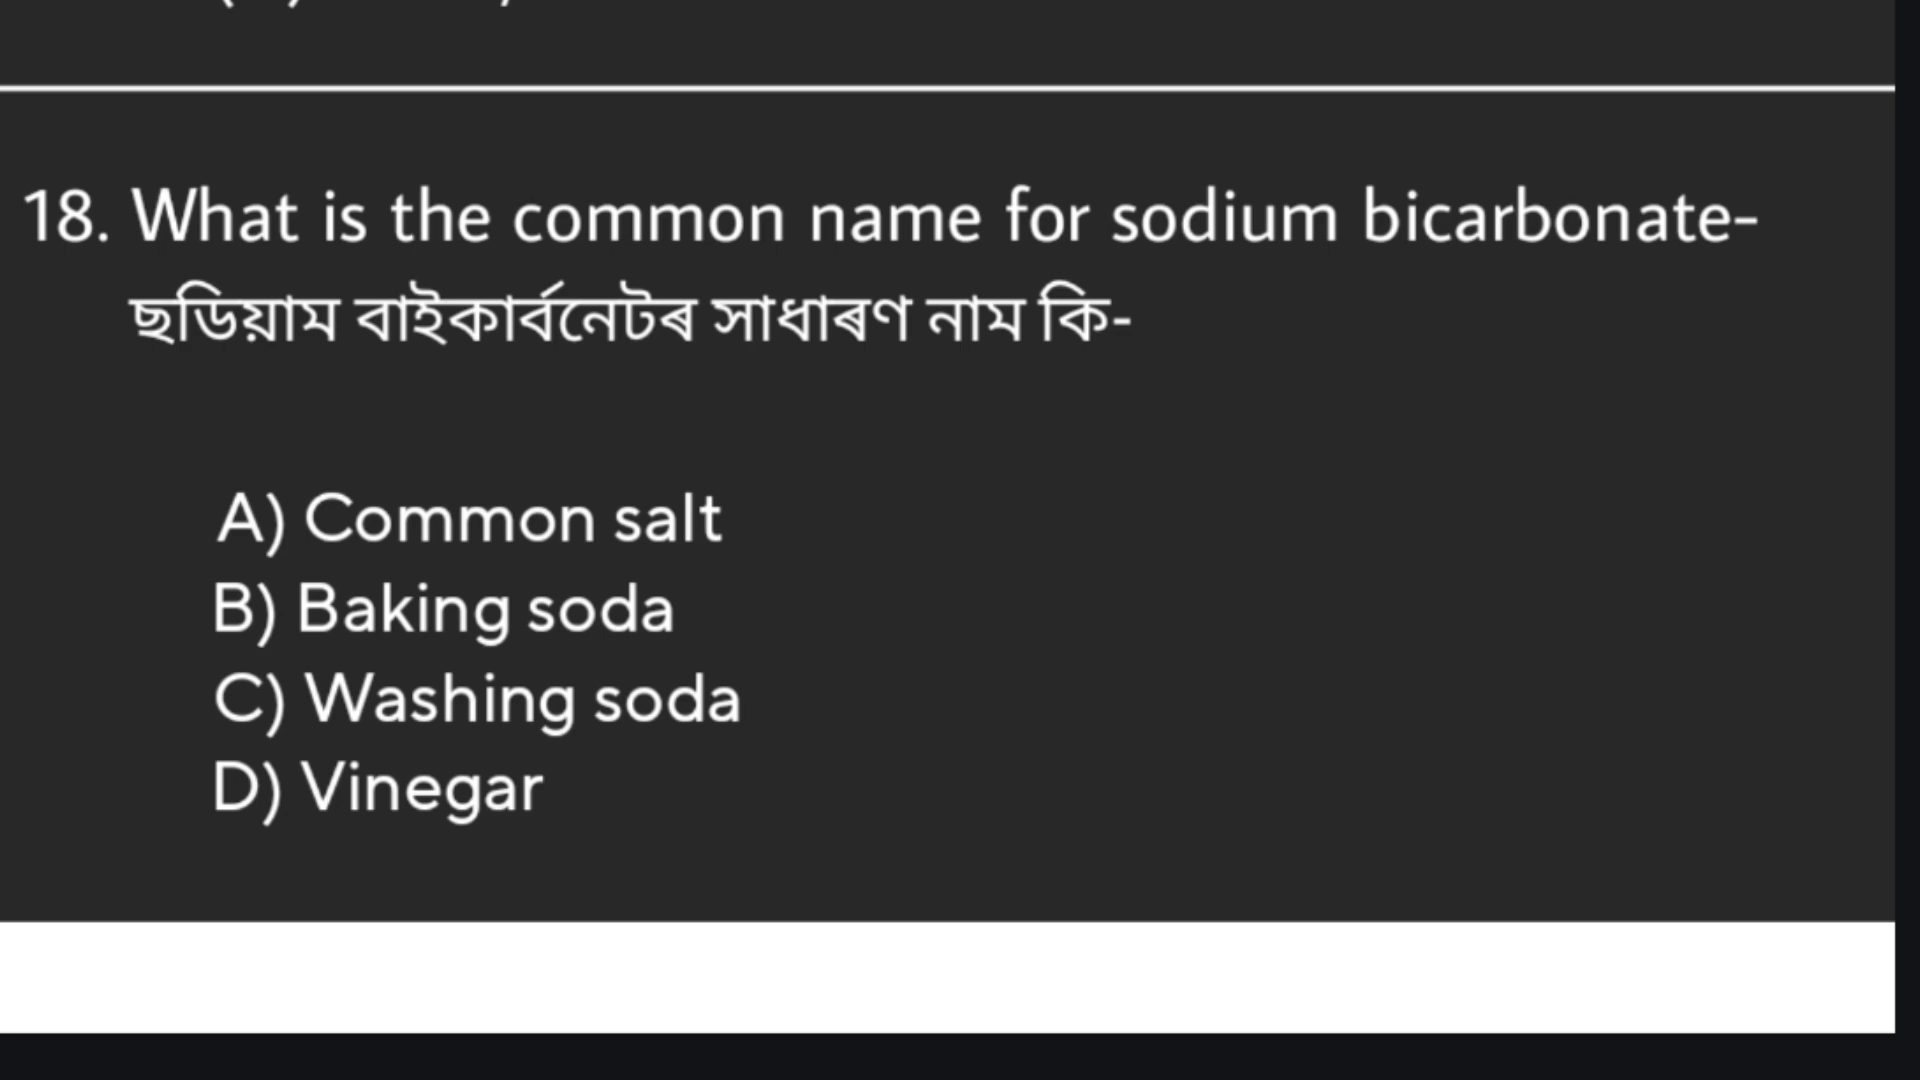 18. What is the common name for sodium bicarbonate-
ছডিয়াম বাইকাৰ্বনেটৰ সাধাৰণ নাম কি-
A) Common salt
B) Baking soda
C) Washing soda
D) Vinegar